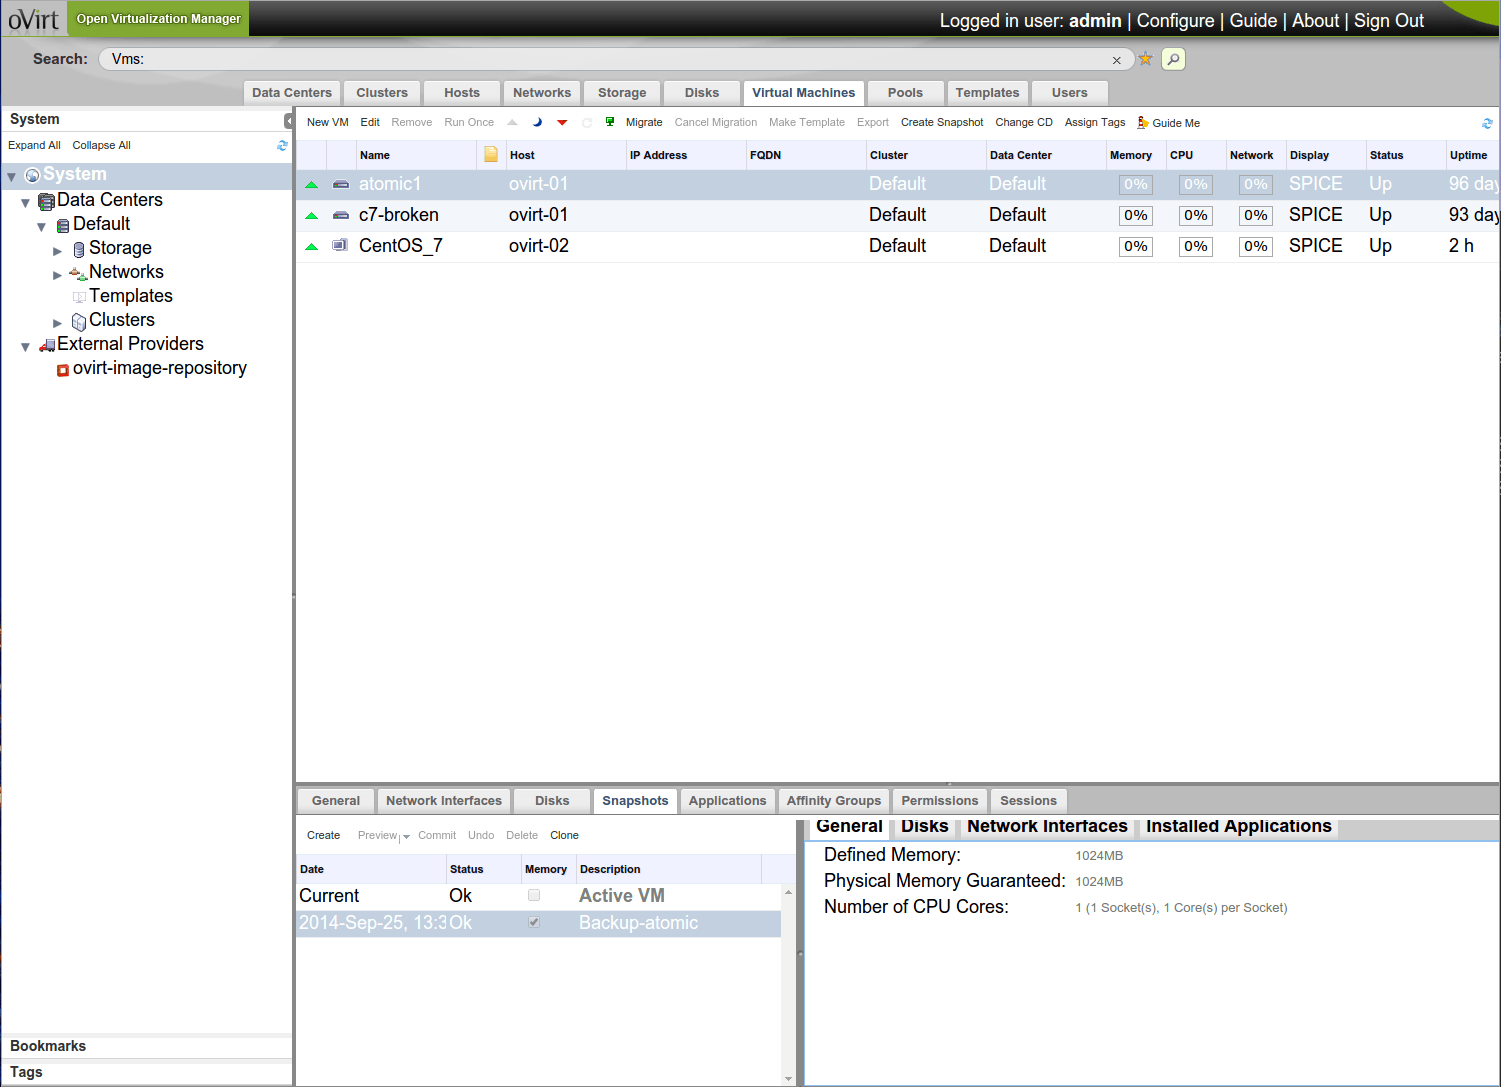 oVirt Open Virtualization Manager
Logged in user: admin | Configure | Guide | About | Sign Out
Search: Vms:
Data Centers Clusters Hosts Networks Storage Disks Virtual Machines Pools Templates Users
System
Expand All Collapse All
System
Data Centers
Default
Storage
Networks
Templates
Clusters
External Providers
ovirt-image-repository
Bookmarks
Tags
New VM Edit Remove Run Once Migrate Cancel Migration Make Template Export Create Snapshot Change CD Assign Tags Guide Me
Name Host IP Address FQDN Cluster Data Center Memory CPU Network Display Status Uptime
atomic1 ovirt-01 Default Default 0% 0% 0% SPICE Up 96 day
c7-broken ovirt-01 Default Default 0% 0% 0% SPICE Up 93 day
CentOS_7 ovirt-02 Default Default 0% 0% 0% SPICE Up 2 h
General Network Interfaces Disks Snapshots Applications Affinity Groups Permissions Sessions
Create Preview Commit Undo Delete Clone
Date Status Memory Description
Current Ok Active VM
2014-Sep-25, 13:3 Ok Backup-atomic
General Disks Network Interfaces Installed Applications
Defined Memory: 1024MB
Physical Memory Guaranteed: 1024MB
Number of CPU Cores: 1 (1 Socket(s), 1 Core(s) per Socket)